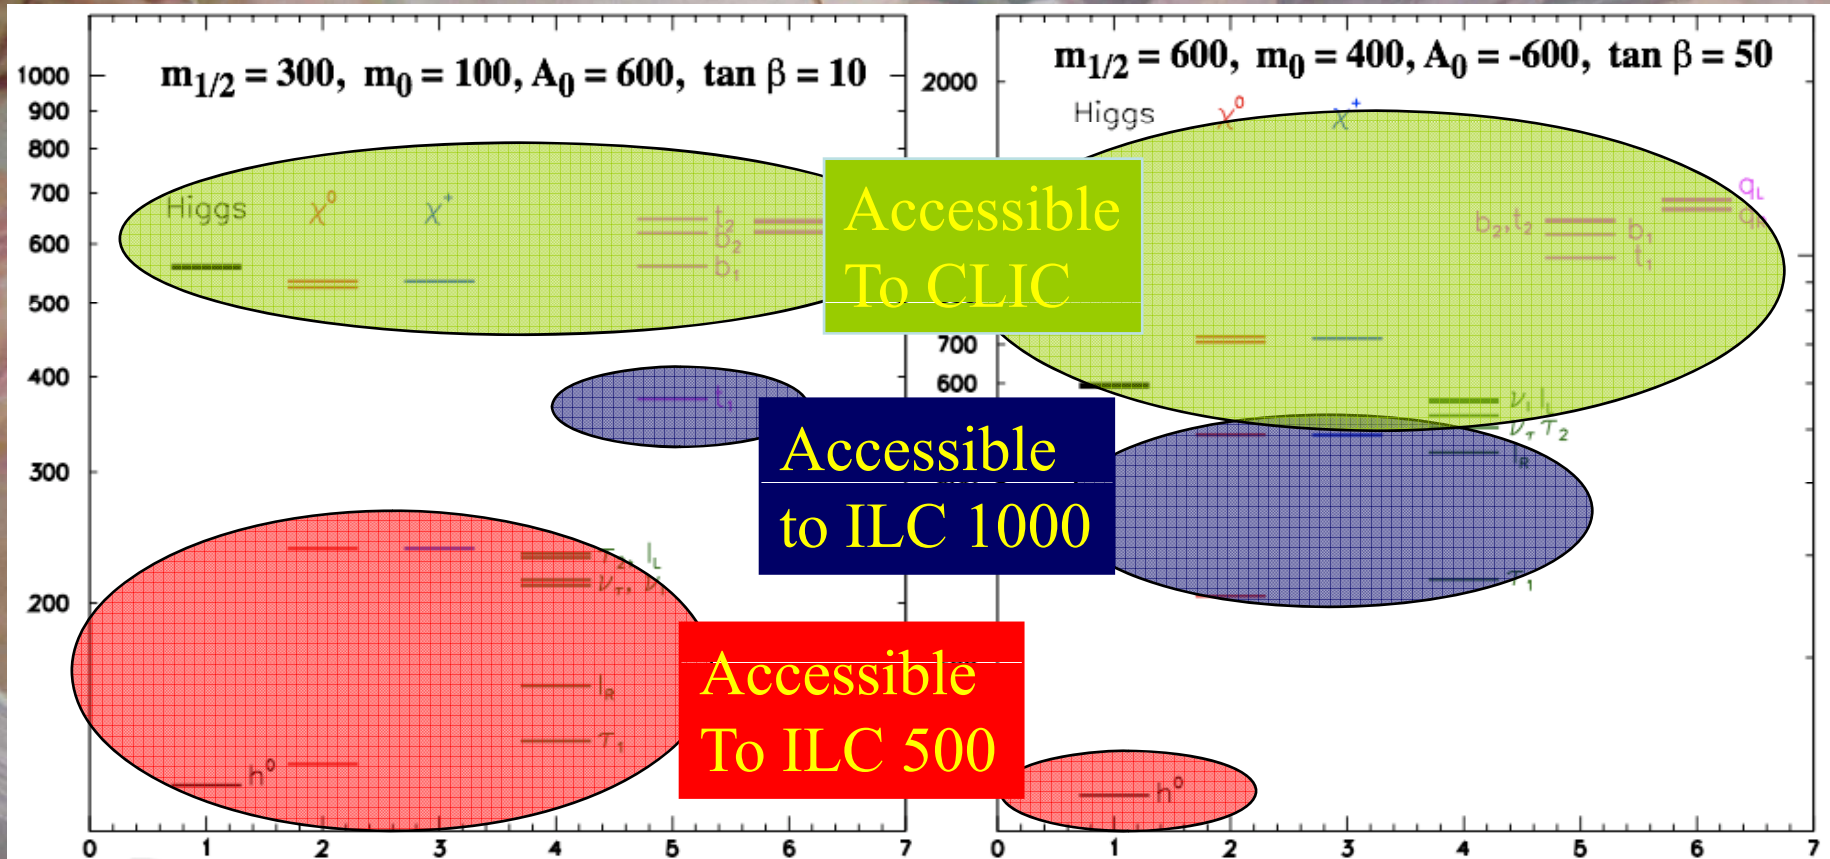 m1/2 = 300, m0 = 100, A0 = 600, tan β = 10
1000
900
800
700
600
500
400
300
200
Higgs
χ0
χ+
t2
b2
b1
t1
τ2, lL
ντ, νl
lR
τ1
h0
0 1 2 3 4 5 6 7
Accessible
To CLIC
Accessible
to ILC 1000
Accessible
To ILC 500
m1/2 = 600, m0 = 400, A0 = -600, tan β = 50
2000
700
600
Higgs
χ0
χ+
qL
qR
b2,t2
b1
t1
νl lL
ντ τ2
lR
τ1
h0
0 1 2 3 4 5 6 7